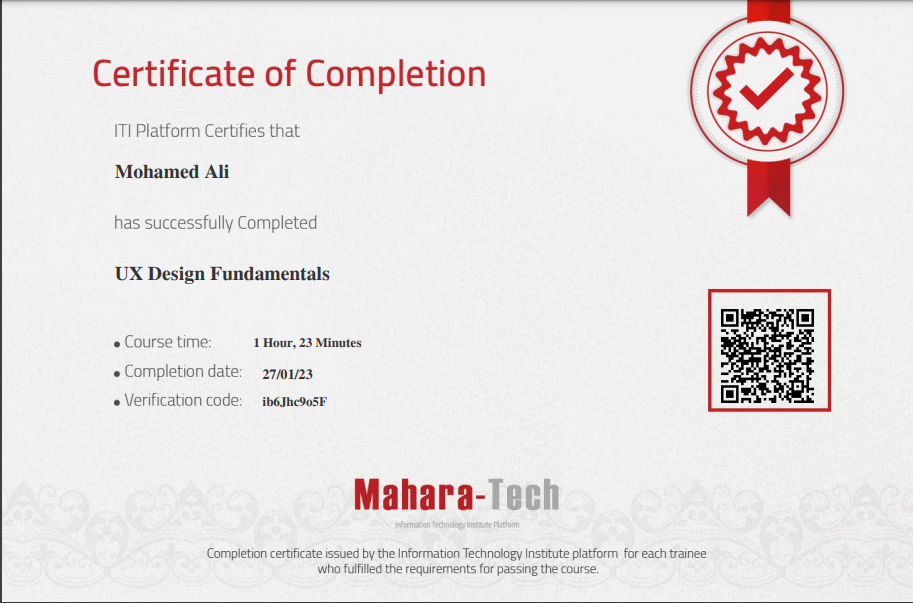 Certificate of Completion
ITI Platform Certifies that
Mohamed Ali
has successfully Completed
UX Design Fundamentals
Course time: 1 Hour, 23 Minutes
Completion date: 27/01/23
Verification code: ib6Jhc9o5F
Mahara-Tech
Information Technology Institute Platform
Completion certificate issued by the Information Technology Institute platform for each trainee
who fulfilled the requirements for passing the course.